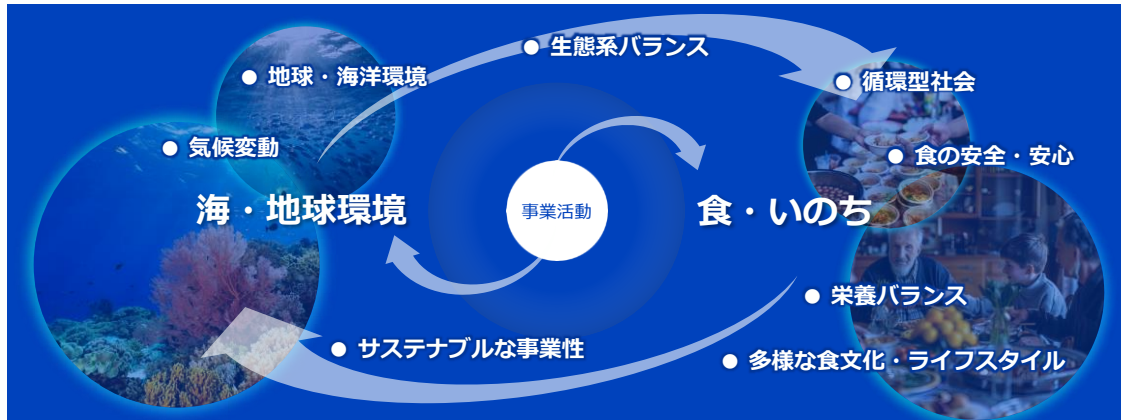 ● 生態系バランス
● 地球・海洋環境
● 循環型社会
● 気候変動
● 食の安全・安心
海・地球環境
事業活動
食・いのち
● 栄養バランス
● サステナブルな事業性
● 多様な食文化・ライフスタイル